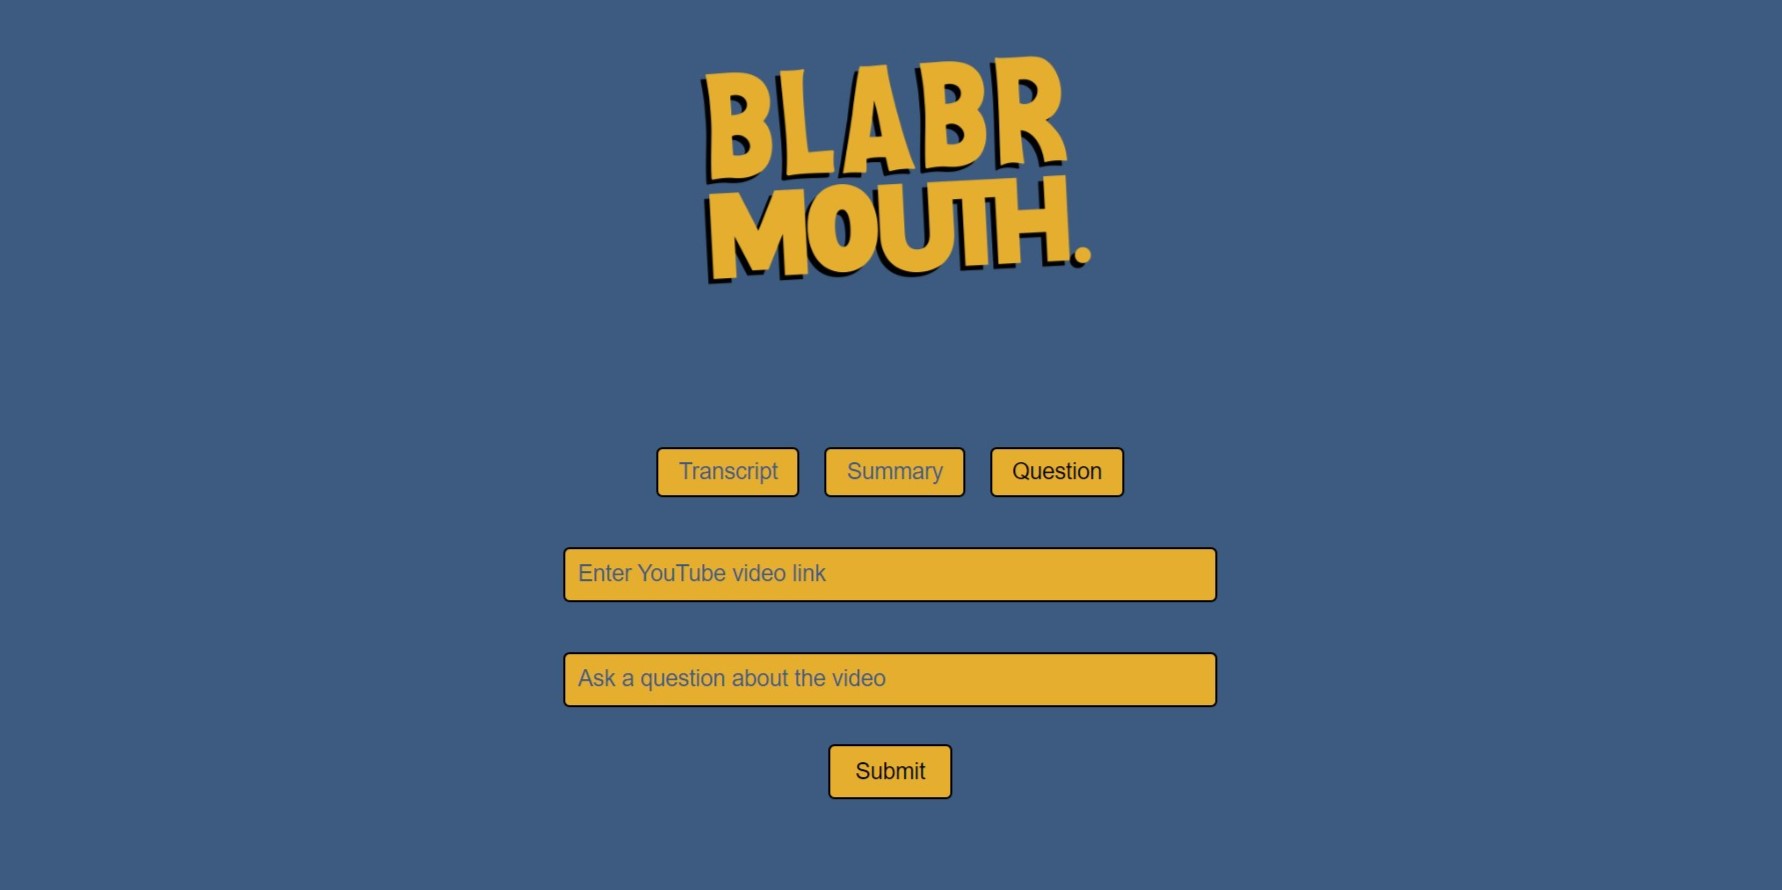 BLABR
MOUTH.
Transcript Summary Question
Enter YouTube video link
Ask a question about the video
Submit